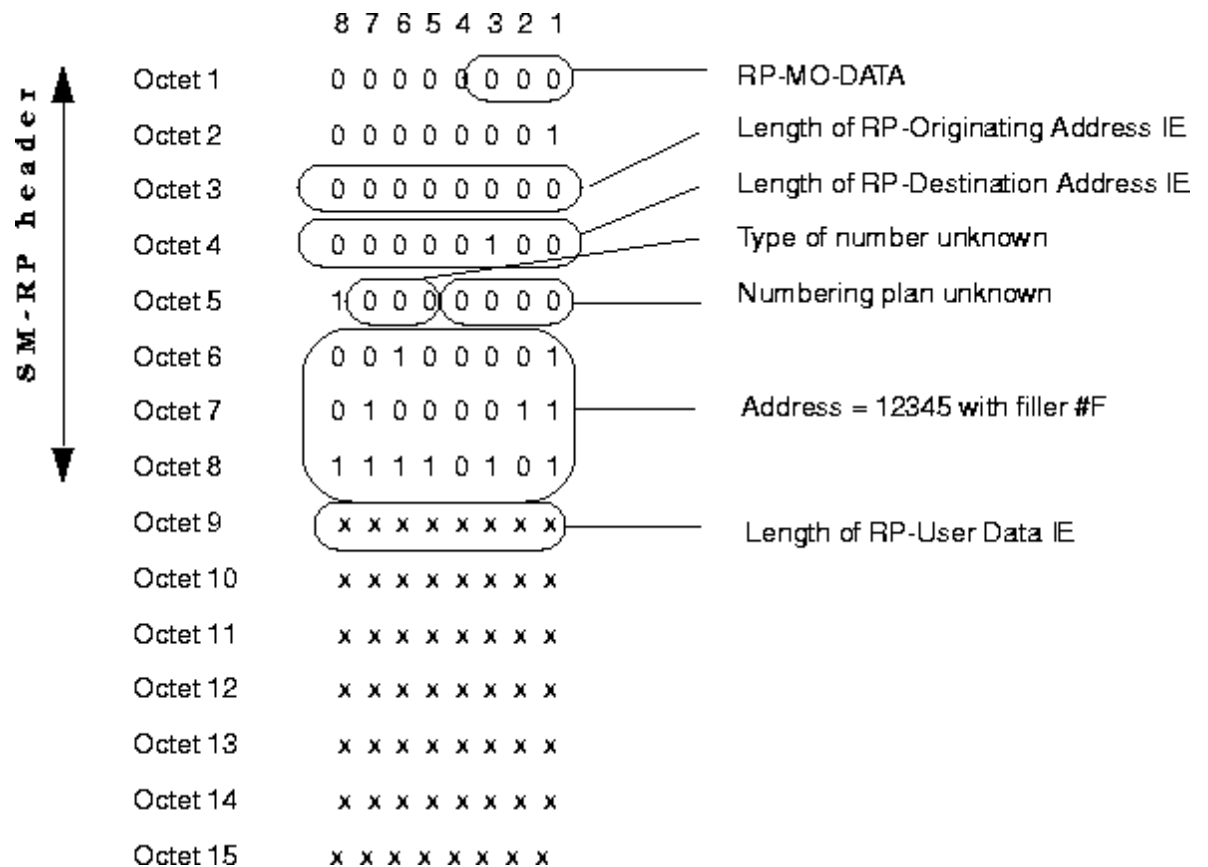 8 7 6 5 4 3 2 1
SM-RP header
Octet 1 0 0 0 0 0 0 0 0 RP-MO-DATA
Octet 2 0 0 0 0 0 0 0 1 Length of RP-Originating Address IE
Octet 3 0 0 0 0 0 0 0 0 Length of RP-Destination Address IE
Octet 4 0 0 0 0 0 1 0 0 Type of number unknown
Octet 5 1 0 0 0 0 0 0 0 Numbering plan unknown
Octet 6 0 0 1 0 0 0 0 1
Octet 7 0 1 0 0 0 0 1 1 Address = 12345 with filler #F
Octet 8 1 1 1 1 0 1 0 1
Octet 9 x x x x x x x x Length of RP-User Data IE
Octet 10 x x x x x x x x
Octet 11 x x x x x x x x
Octet 12 x x x x x x x x
Octet 13 x x x x x x x x
Octet 14 x x x x x x x x
Octet 15 x x x x x x x x